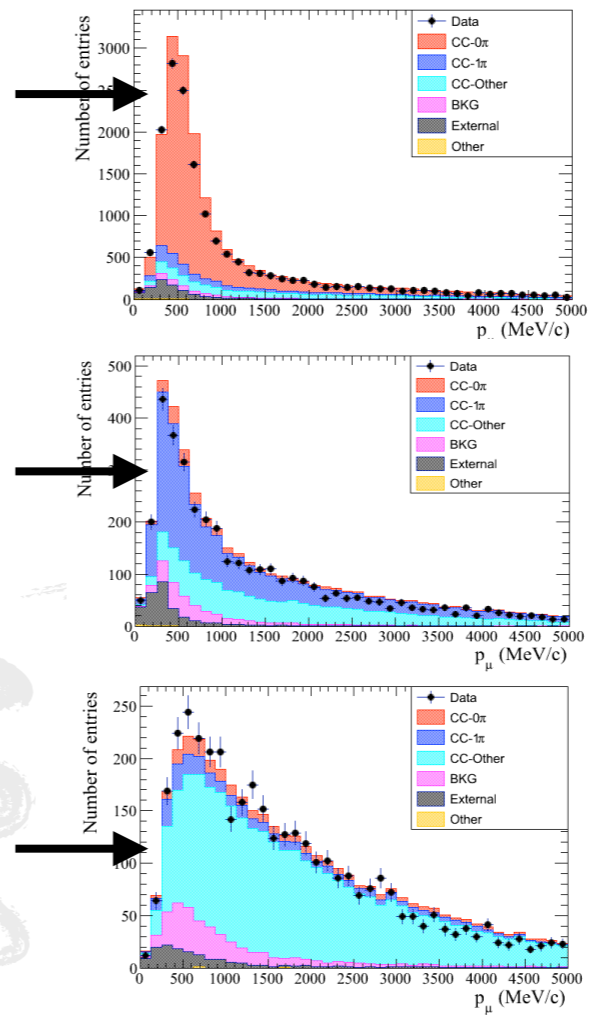 Number of entries
3000
2000
1500
1000
500
0
Data
CC-0π
CC-1π
CC-Other
BKG
External
Other
0 500 1000 1500 2000 2500 3000 3500 4000 4500 5000
(MeV/c)
Number of entries
500
400
200
100
0
Data
CC-0π
CC-1π
CC-Other
BKG
External
Other
0 500 1000 1500 2000 2500 3000 3500 4000 4500 5000
pμ (MeV/c)
Number of entries
250
200
150
100
50
0
Data
CC-0π
CC-1π
CC-Other
BKG
External
Other
0 500 1000 1500 2000 2500 3000 3500 4000 4500 5000
pμ (MeV/c)